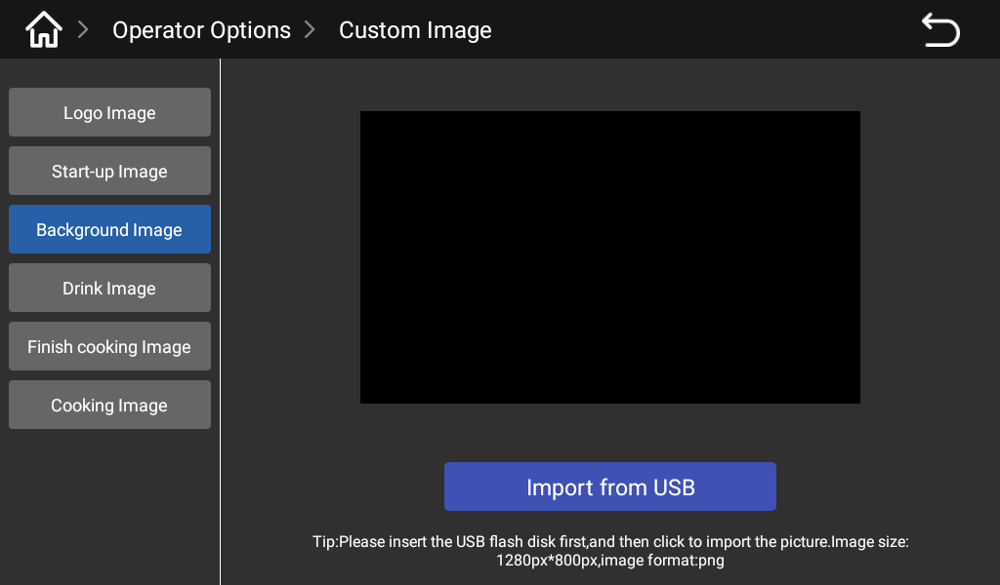 Operator Options
Custom Image
Logo Image
Start-up Image
Background Image
Drink Image
Finish cooking Image
Cooking Image
Import from USB
Tip:Please insert the USB flash disk first,and then click to import the picture.Image size:
1280px*800px,image format:png